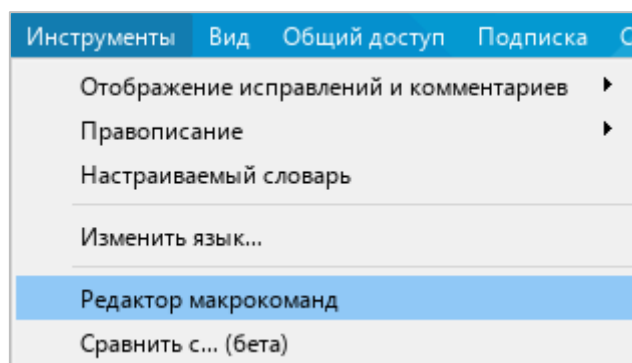 Инструменты Вид Общий доступ Подписка
Отображение исправлений и комментариев
Правописание
Настраиваемый словарь
Изменить язык...
Редактор макрокоманд
Сравнить с... (бета)